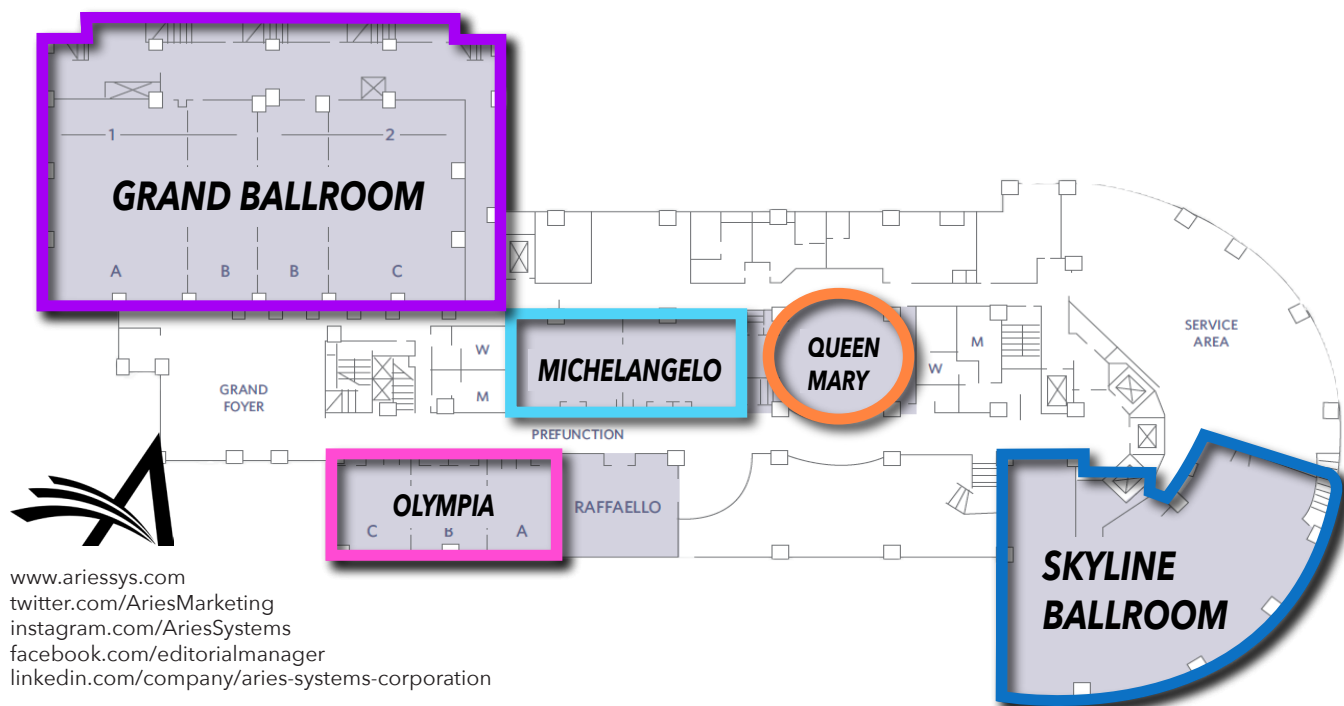 1
2
GRAND BALLROOM
A
B
B
C
GRAND
FOYER
W
M
MICHELANGELO
QUEEN
MARY
W
M
SERVICE
AREA
PREFUNCTION
OLYMPIA
C
B
A
RAFFAELLO
SKYLINE
BALLROOM
www.ariessys.com
twitter.com/AriesMarketing
instagram.com/AriesSystems
facebook.com/editorialmanager
linkedin.com/company/aries-systems-corporation